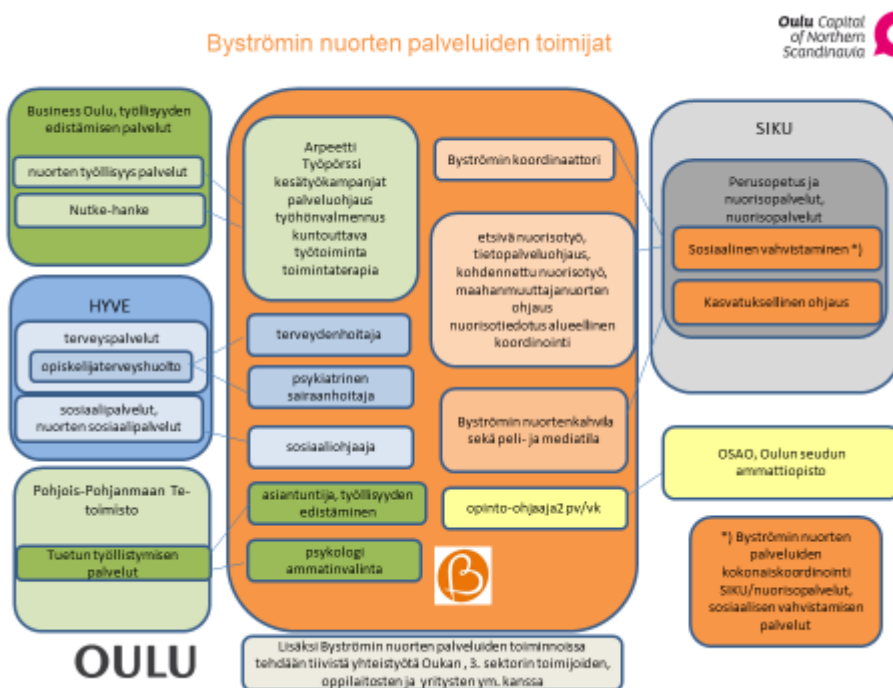 Byströmin nuorten palveluiden toimijat
Oulu Capital
of Northern
Scandinavia
Business Oulu, työllisyyden
edistämisen palvelut
nuorten työllisyys palvelut
Nutke-hanke
HYVE
terveyspalvelut
opiskelijaterveyshuolto
sosiaalipalvelut,
nuorten sosiaalipalvelut
Pohjois-Pohjanmaan Te-
toimisto
Tuetun työllistymisen
palvelut
Arpeetti
Työpörssi
kesätyökampanjat
palveluohjaus
työhönvalmennus
kuntouttava
työtoiminta
toimintaterapia
terveydenhoitaja
psykiatrinen
sairaanhoitaja
sosiaaliohjaaja
asiantuntija, työllisyyden
edistäminen
psykologi
ammatinvalinta
Byströmin koordinaattori
etsivä nuorisotyö,
tietopalveluohjaus,
kohdennettu nuorisotyö,
maahanmuuttajanuorten
ohjaus
nuorisotiedotus alueellinen
koordinointi
Byströmin nuortenkahvila
sekä peli- ja mediatila
opinto-ohjaaja2 pv/vk
B
SIKU
Perusopetus ja
nuorisopalvelut,
nuorisopalvelut
Sosiaalinen vahvistaminen *)
Kasvatuksellinen ohjaus
OSAO, Oulun seudun
ammattiopisto
*) Byströmin nuorten
palveluiden
kokonaiskoordinointi
SIKU/nuorisopalvelut,
sosiaalisen vahvistamisen
palvelut
OULU
Lisäksi Byströmin nuorten palveluiden toiminnoissa
tehdään tiivistä yhteistyötä Oukan , 3. sektorin toimijoiden,
oppilaitosten ja yritysten ym. kanssa